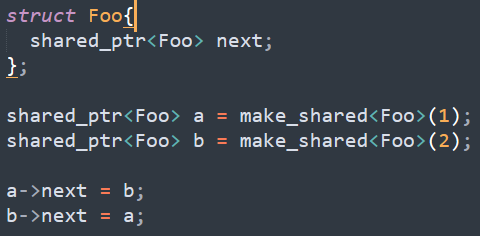 struct Foo{
  shared_ptr<Foo> next;
};
shared_ptr<Foo> a = make_shared<Foo>(1);
shared_ptr<Foo> b = make_shared<Foo>(2);
a->next = b;
b->next = a;